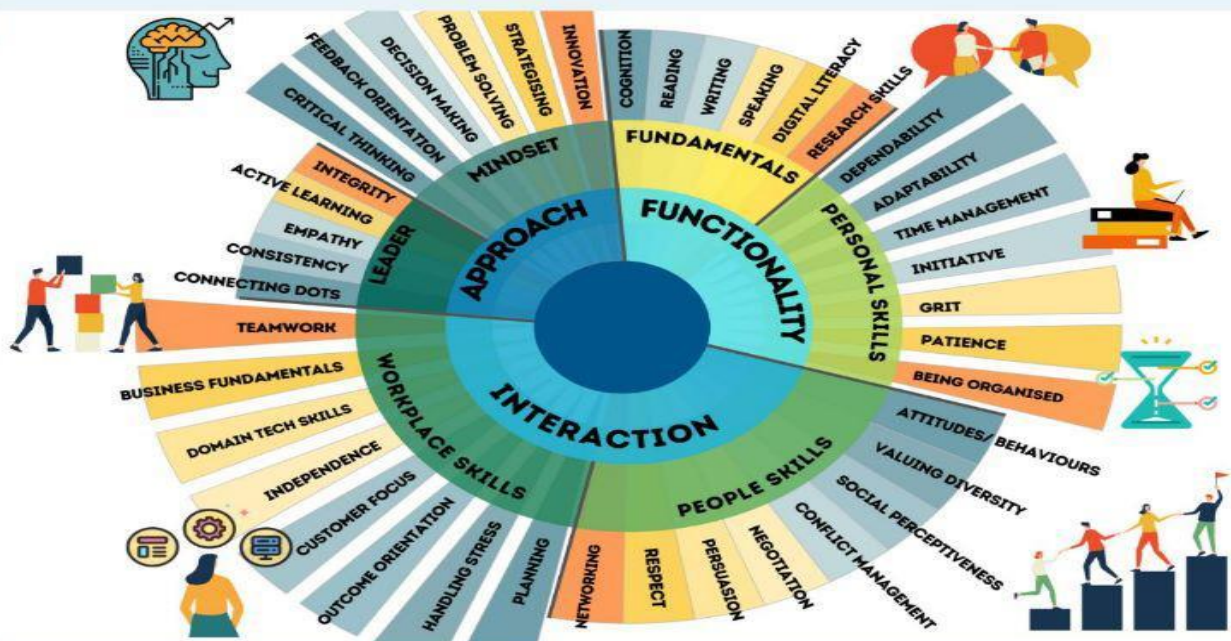 APPROACH
FUNCTIONALITY
INTERACTION
MINDSET
FUNDAMENTALS
PERSONAL SKILLS
PEOPLE SKILLS
WORKPLACE SKILLS
LEADER
CRITICAL THINKING
FEEDBACK ORIENTATION
DECISION MAKING
PROBLEM SOLVING
STRATEGISING
INNOVATION
COGNITION
READING
WRITING
SPEAKING
DIGITAL LITERACY
RESEARCH SKILLS
DEPENDABILITY
ADAPTABILITY
TIME MANAGEMENT
INITIATIVE
GRIT
PATIENCE
BEING ORGANISED
ATTITUDES/ BEHAVIOURS
VALUING DIVERSITY
SOCIAL PERCEPTIVENESS
CONFLICT MANAGEMENT
NEGOTIATION
PERSUASION
RESPECT
NETWORKING
PLANNING
HANDLING STRESS
OUTCOME ORIENTATION
CUSTOMER FOCUS
INDEPENDENCE
DOMAIN TECH SKILLS
BUSINESS FUNDAMENTALS
TEAMWORK
CONNECTING DOTS
CONSISTENCY
EMPATHY
ACTIVE LEARNING
INTEGRITY